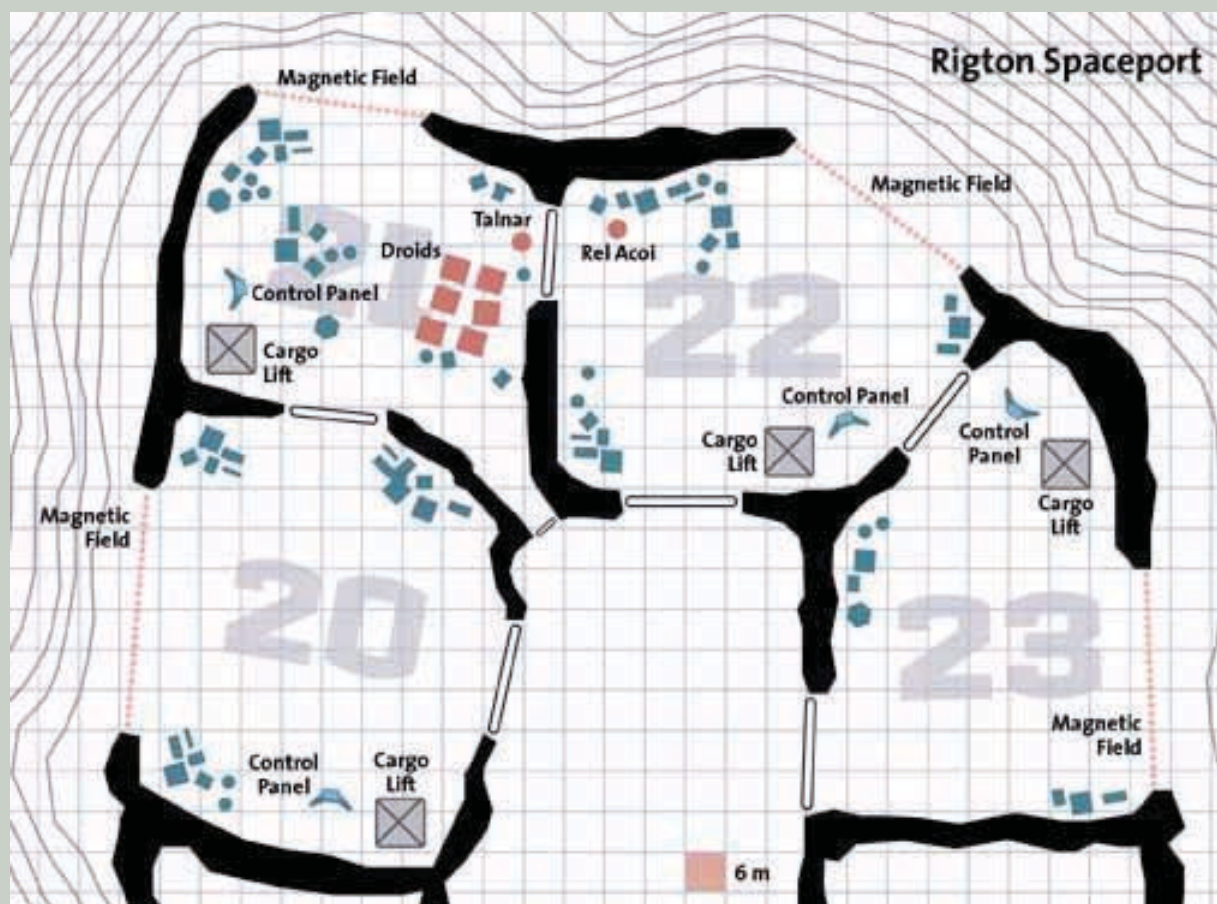 Rigton Spaceport
Magnetic Field
Magnetic Field
Talnar
Rel Acoi
Droids
21
22
Control Panel
Cargo
Lift
Control Panel
Cargo
Lift
Control
Panel
Cargo
Lift
Magnetic
Field
20
23
Magnetic
Field
Control
Panel
Cargo
Lift
6 m